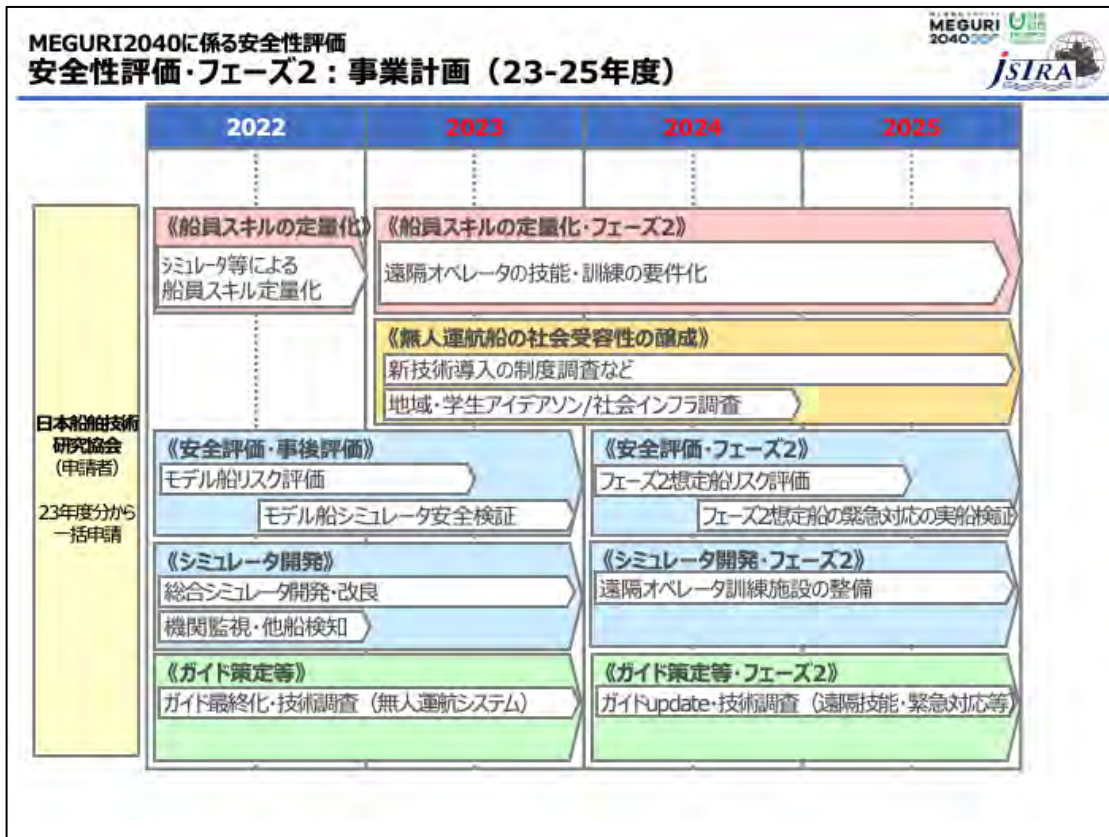 MEGURI2040に係る安全性評価
安全性評価・フェーズ2：事業計画（23-25年度）
MEGURI
2040
jSTRA
2022
2023
2024
2025
日本船舶技術
研究協会
（申請者）
23年度分から
一括申請
《船員スキルの定量化》
ｼﾐｭﾚｰﾀ等による
船員スキル定量化
《船員スキルの定量化・フェーズ2》
遠隔オペレータの技能・訓練の要件化
《無人運航船の社会受容性の醸成》
新技術導入の制度調査など
地域・学生アイデアソン/社会インフラ調査
《安全評価・事後評価》
モデル船リスク評価
モデル船シミュレータ安全検証
《安全評価・フェーズ2》
フェーズ2想定船リスク評価
フェーズ2想定船の緊急対応の実船検証
《シミュレータ開発》
総合シミュレータ開発・改良
機関監視・他船検知
《シミュレータ開発・フェーズ2》
遠隔オペレータ訓練施設の整備
《ガイド策定等》
ガイド最終化・技術調査（無人運航システム）
《ガイド策定等・フェーズ2》
ガイドupdate・技術調査（遠隔技能・緊急対応等）